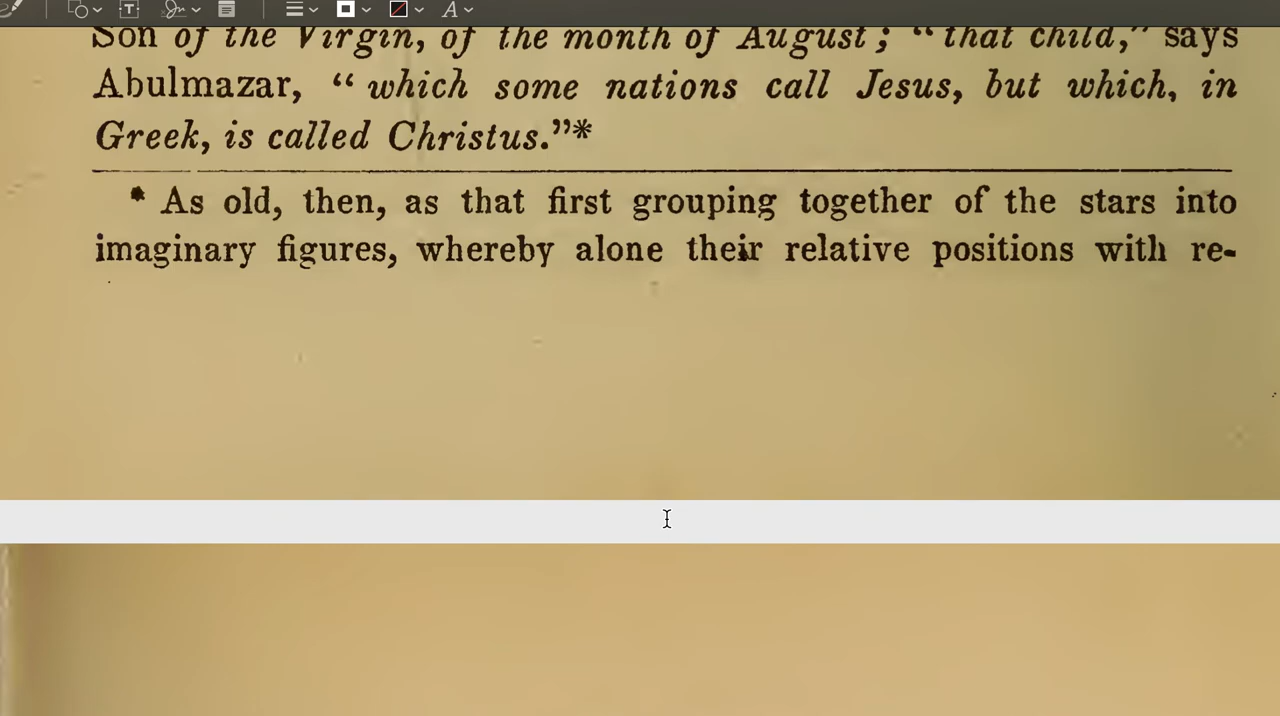 Son of the Virgin, of the month of August; “that child,” says
Abulmazar, “which some nations call Jesus, but which, in
Greek, is called Christus.”*
* As old, then, as that first grouping together of the stars into
imaginary figures, whereby alone their relative positions with re-